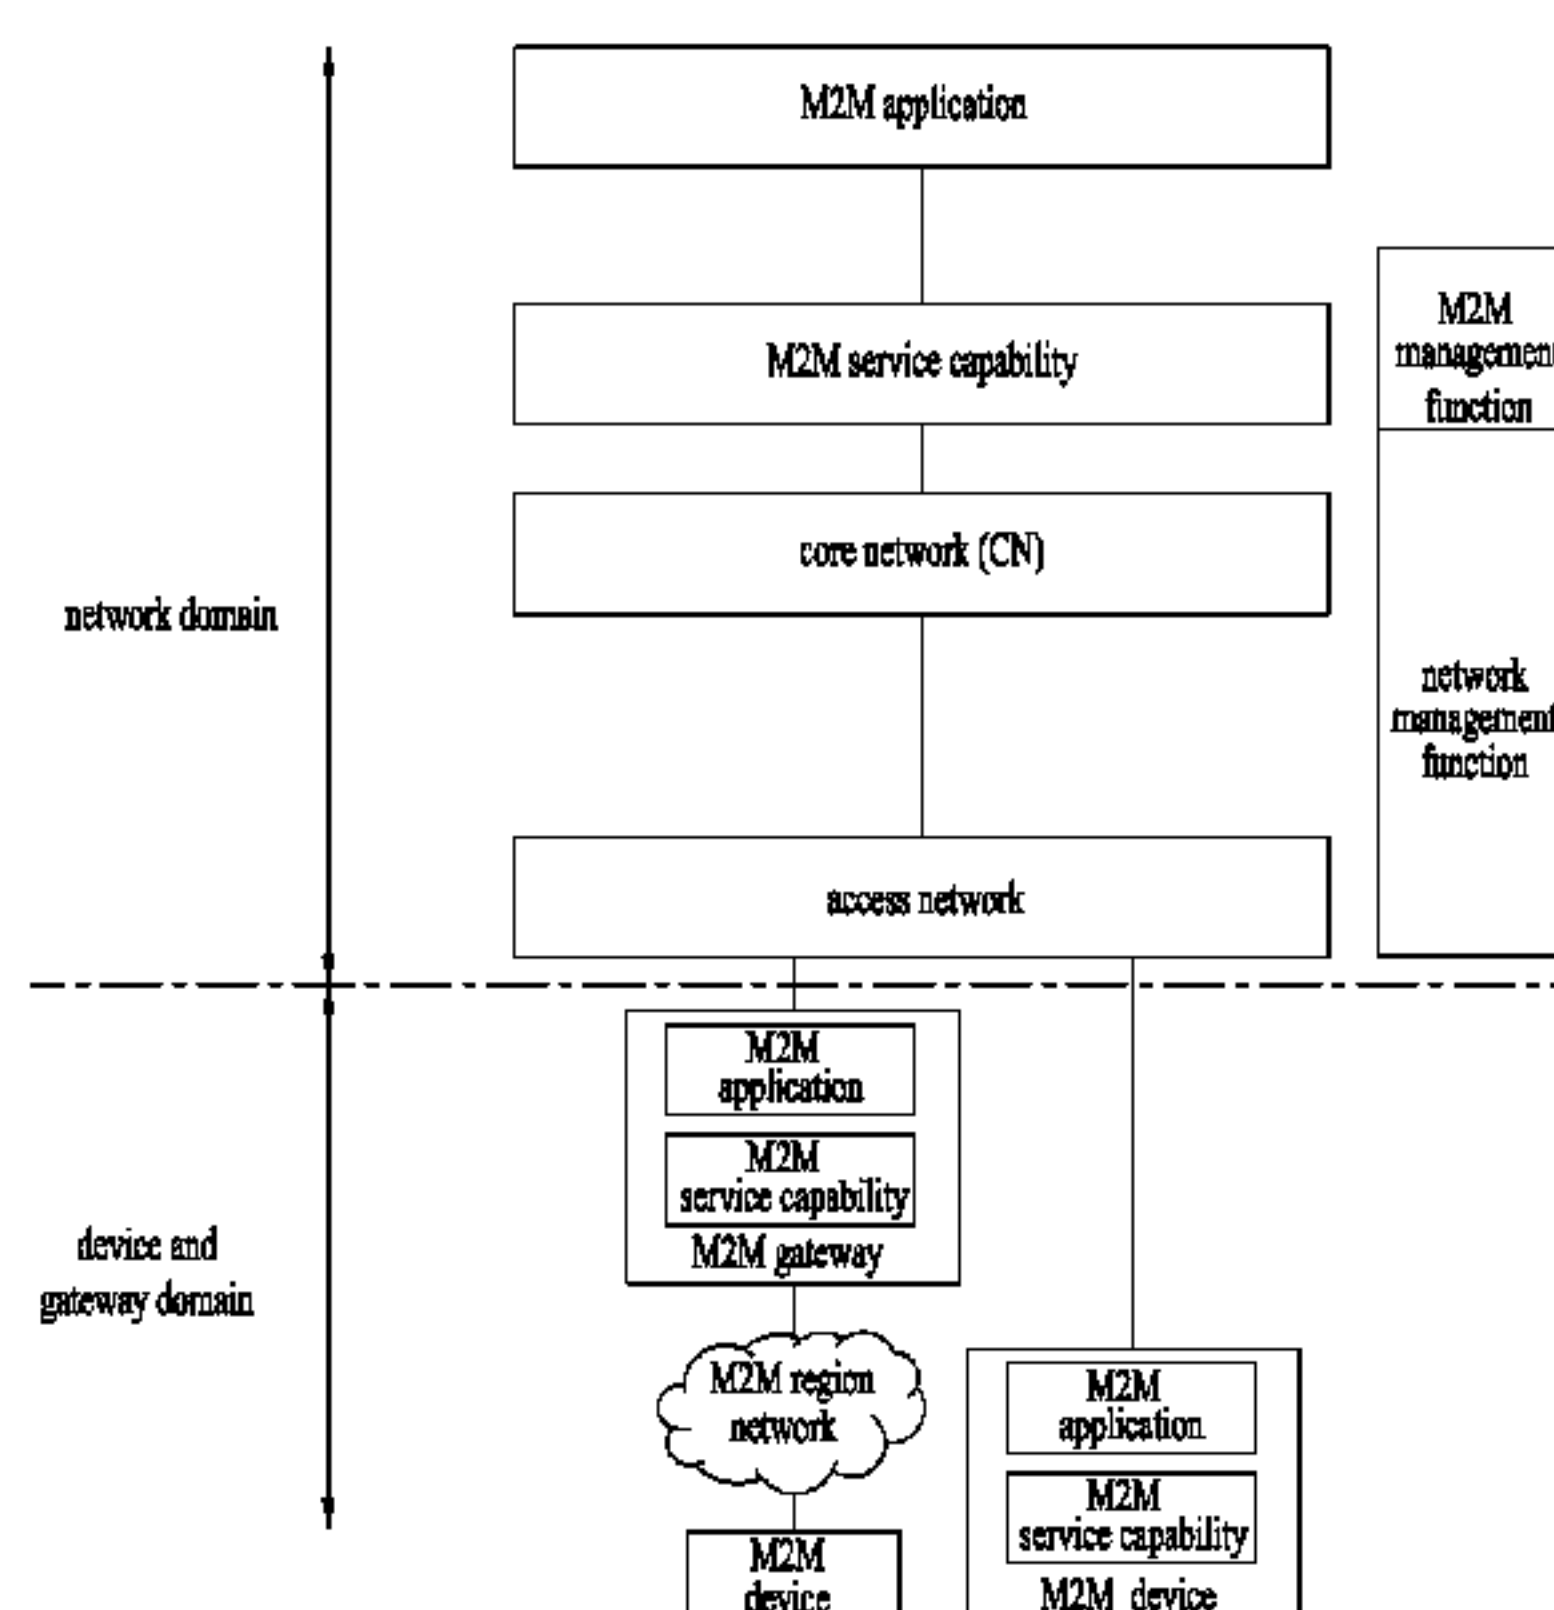 M2M application
M2M service capability
M2M
management
function
core network (CN)
network domain
network
management
function
access network
M2M
application
M2M
service capability
M2M gateway
device and
gateway domain
M2M region
network
M2M
application
M2M
service capability
M2M device
M2M
device